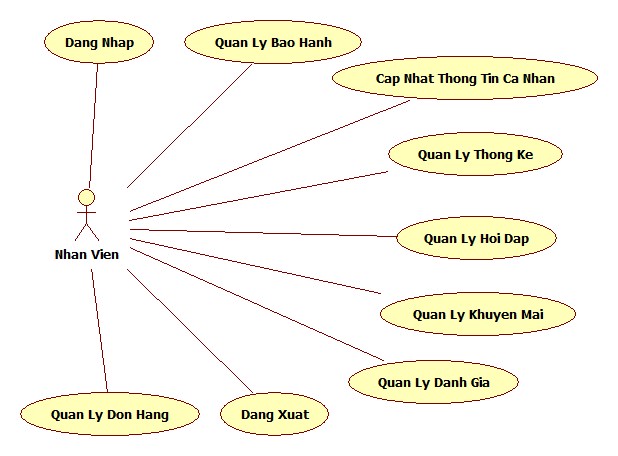 Dang Nhap
Quan Ly Bao Hanh
Cap Nhat Thong Tin Ca Nhan
Quan Ly Thong Ke
Quan Ly Hoi Dap
Nhan Vien
Quan Ly Khuyen Mai
Quan Ly Danh Gia
Quan Ly Don Hang
Dang Xuat